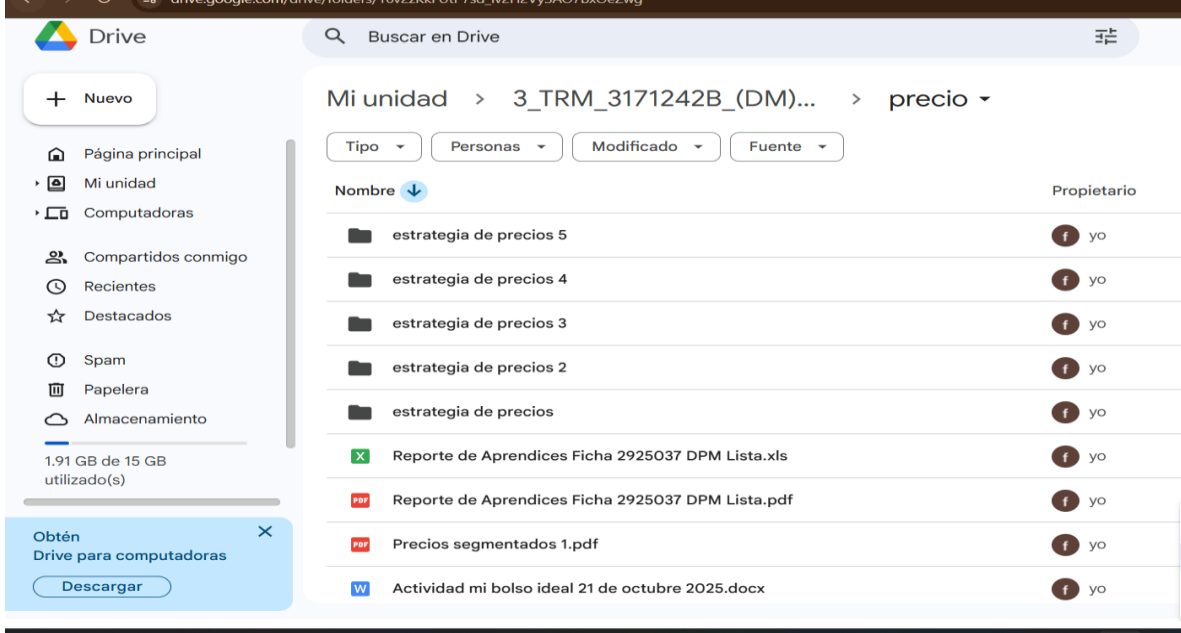 Drive
Buscar en Drive
Nuevo
Mi unidad > 3_TRM_3171242B_(DM)... > precio
Tipo Personas Modificado Fuente
Página principal
Mi unidad
Computadoras
Compartidos conmigo
Recientes
Destacados
Spam
Papelera
Almacenamiento
1.91 GB de 15 GB
utilizado(s)
Obtén
Drive para computadoras
Descargar
Nombre Propietario
estrategia de precios 5 f yo
estrategia de precios 4 f yo
estrategia de precios 3 f yo
estrategia de precios 2 f yo
estrategia de precios f yo
X Reporte de Aprendices Ficha 2925037 DPM Lista.xls f yo
PDF Reporte de Aprendices Ficha 2925037 DPM Lista.pdf f yo
PDF Precios segmentados 1.pdf f yo
W Actividad mi bolso ideal 21 de octubre 2025.docx f yo